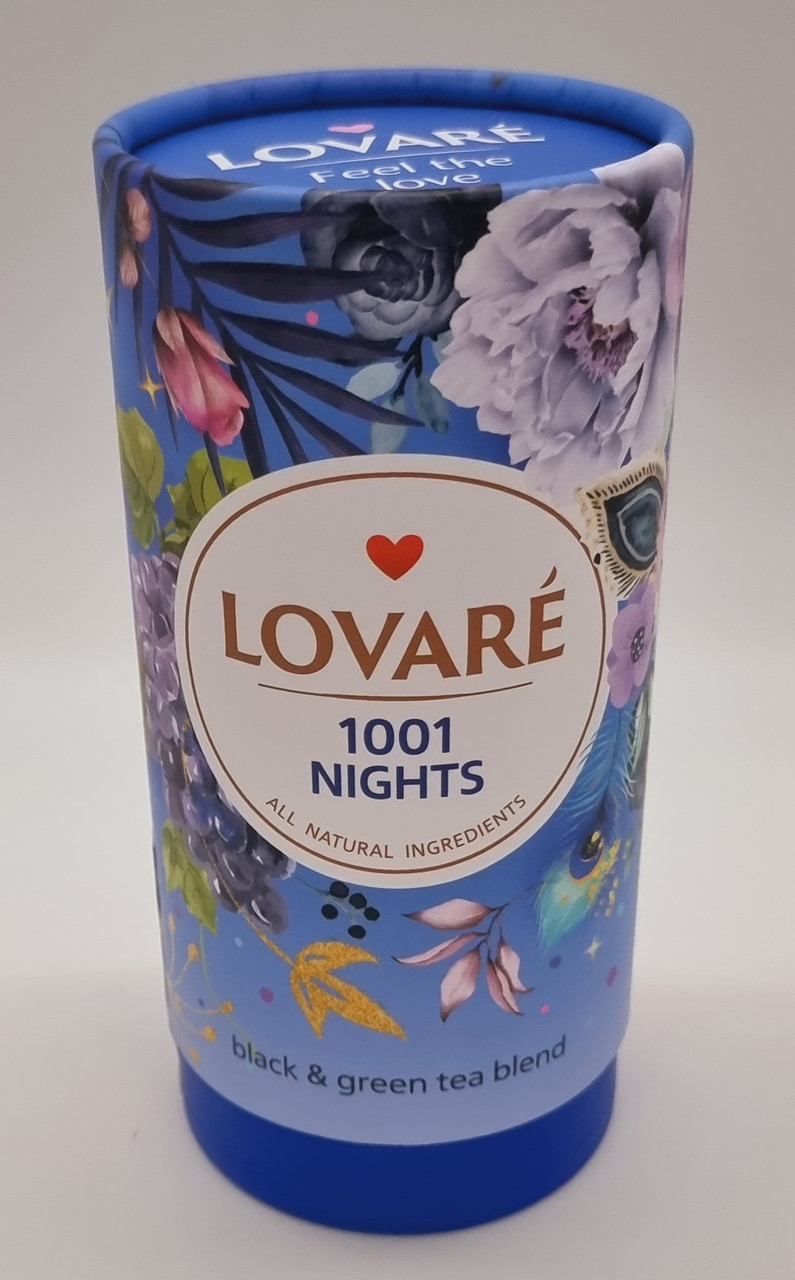 LOVARÉ
Feel the
love
LOVARÉ
1001
NIGHTS
ALL NATURAL INGREDIENTS
black & green tea blend